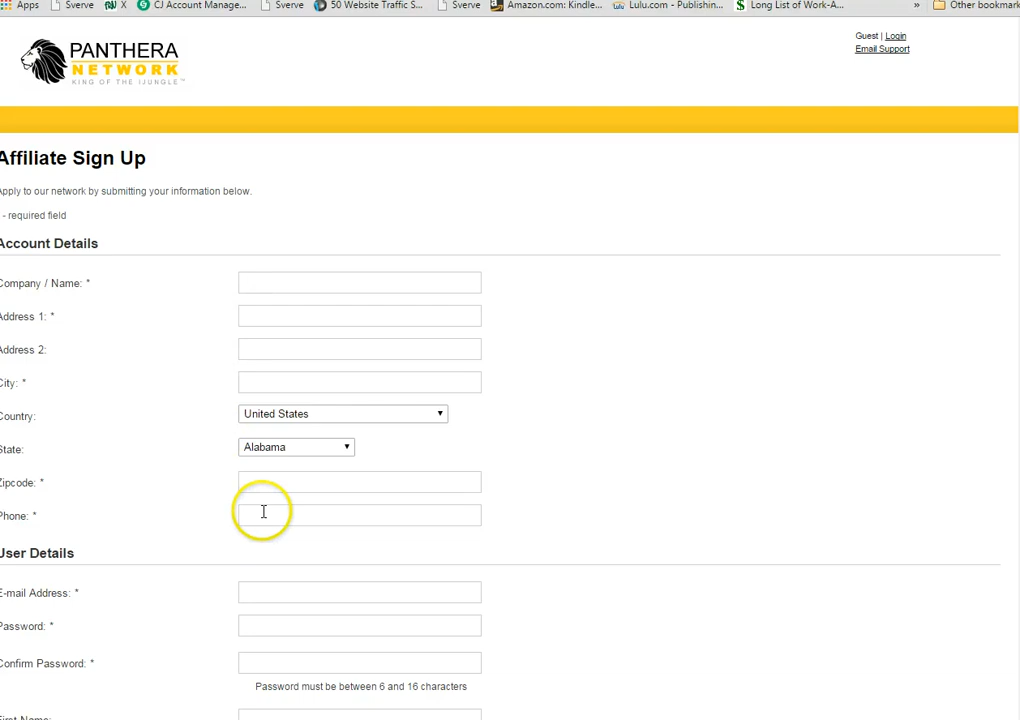 Apps Sverve X CJ Account Manage... Sverve 50 Website Traffic S... Sverve Amazon.com: Kindle... Lulu.com - Publishin... Long List of Work-A... » Other bookmark
Guest | Login
Email Support
PANTHERA
NETWORK
KING OF THE JUNGLE™
Affiliate Sign Up
Apply to our network by submitting your information below.
- required field
Account Details
Company / Name: *
Address 1: *
Address 2:
City: *
Country: United States
State: Alabama
Zipcode: *
Phone: *
User Details
E-mail Address: *
Password: *
Confirm Password: *
Password must be between 6 and 16 characters
First Name: